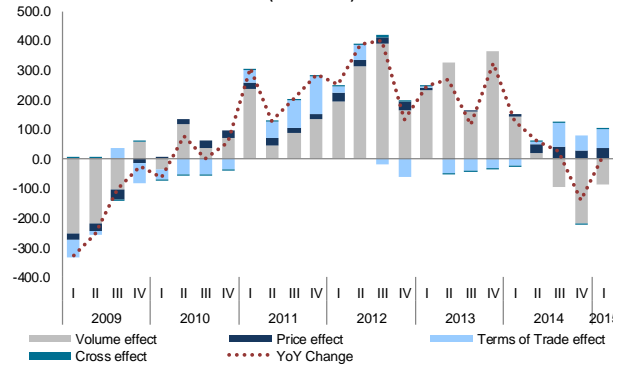 500.0
400.0
300.0
200.0
100.0
0.0
-100.0
-200.0
-300.0
-400.0
I II III IV I II III IV I II III IV I II III IV I II III IV I II III IV I
2009 2010 2011 2012 2013 2014 2015
Volume effect Price effect Terms of Trade effect
Cross effect YoY Change